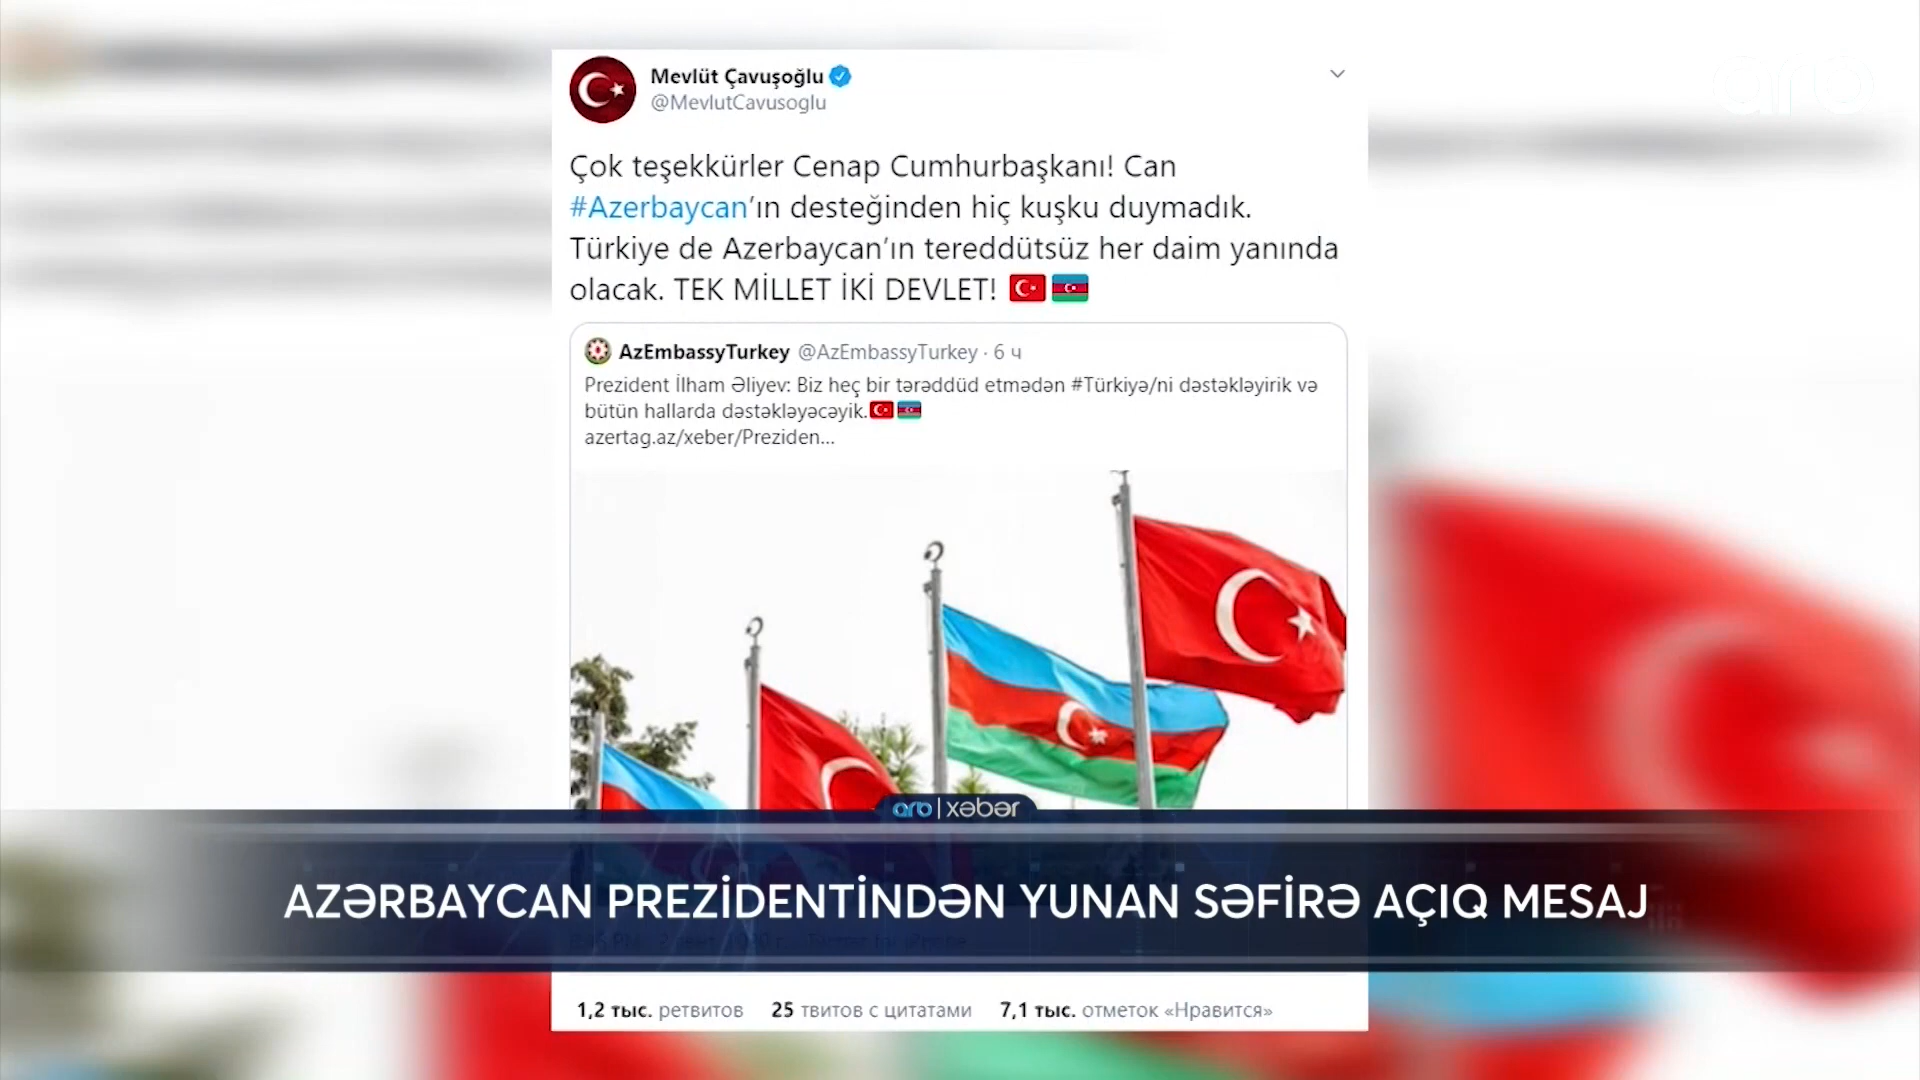 arb
Mevlüt Çavuşoğlu
@MevlutCavusoglu
Çok teşekkürler Cenap Cumhurbaşkanı! Can
#Azerbaycan’ın desteğinden hiç kuşku duymadık.
Türkiye de Azerbaycan’ın tereddütsüz her daim yanında
olacak. TEK MİLLET İKİ DEVLET!
AzEmbassyTurkey @AzEmbassyTurkey · 6 ч
Prezident İlham Əliyev: Biz heç bir tərəddüd etmədən #Türkiyə/ni dəstəkləyirik və
bütün hallarda dəstəkləyəcəyik.
azertag.az/xeber/Preziden...
arb | xəbər
AZƏRBAYCAN PREZİDENTİNDƏN YUNAN SƏFİRƏ AÇIQ MESAJ
1,2 тыс. ретвитов 25 твитов с цитатами 7,1 тыс. отметок «Нравится»